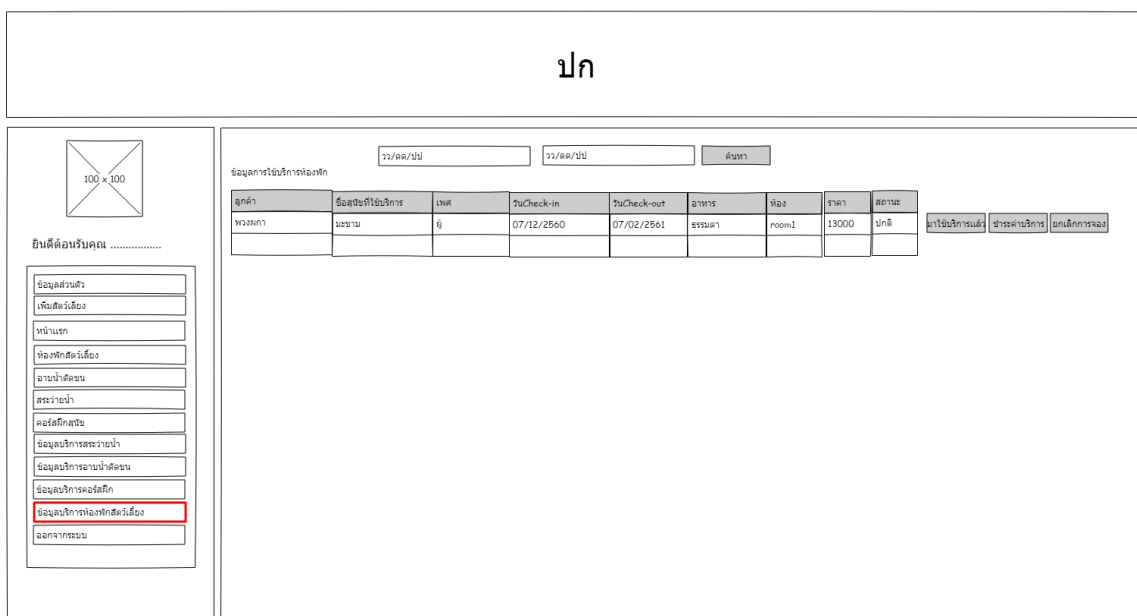 ปก
100 x 100
ยินดีต้อนรับคุณ .................
ข้อมูลส่วนตัว
เพิ่มสัตว์เลี้ยง
หน้าแรก
ห้องพักสัตว์เลี้ยง
อาบน้ำตัดขน
สระว่ายน้ำ
คอร์สฝึกสุนัข
ข้อมูลบริการสระว่ายน้ำ
ข้อมูลบริการอาบน้ำตัดขน
ข้อมูลบริการคอร์สฝึก
ข้อมูลบริการห้องพักสัตว์เลี้ยง
ออกจากระบบ
วว/ดด/ปป วว/ดด/ปป ค้นหา
ข้อมูลการใช้บริการห้องพัก
ลูกค้า ชื่อสุนัขที่ใช้บริการ เพศ วันCheck-in วันCheck-out อาหาร ห้อง ราคา สถานะ
พวงผกา มะขาม ผู้ 07/12/2560 07/02/2561 ธรรมดา room1 13000 ปกติ มาใช้บริการแล้ว ชำระค่าบริการ ยกเลิกการจอง